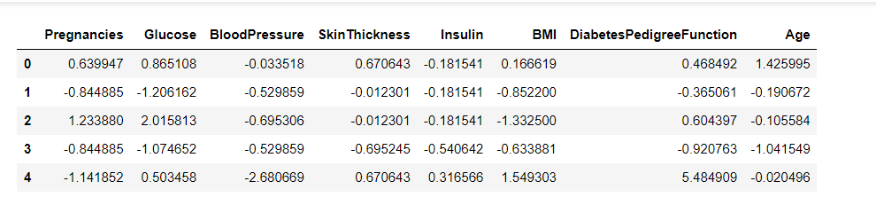 Pregnancies Glucose BloodPressure SkinThickness Insulin BMI DiabetesPedigreeFunction Age
0 0.639947 0.865108 -0.033518 0.670643 -0.181541 0.166619 0.468492 1.425995
1 -0.844885 -1.206162 -0.529859 -0.012301 -0.181541 -0.852200 -0.365061 -0.190672
2 1.233880 2.015813 -0.695306 -0.012301 -0.181541 -1.332500 0.604397 -0.105584
3 -0.844885 -1.074652 -0.529859 -0.695245 -0.540642 -0.633881 -0.920763 -1.041549
4 -1.141852 0.503458 -2.680669 0.670643 0.316566 1.549303 5.484909 -0.020496